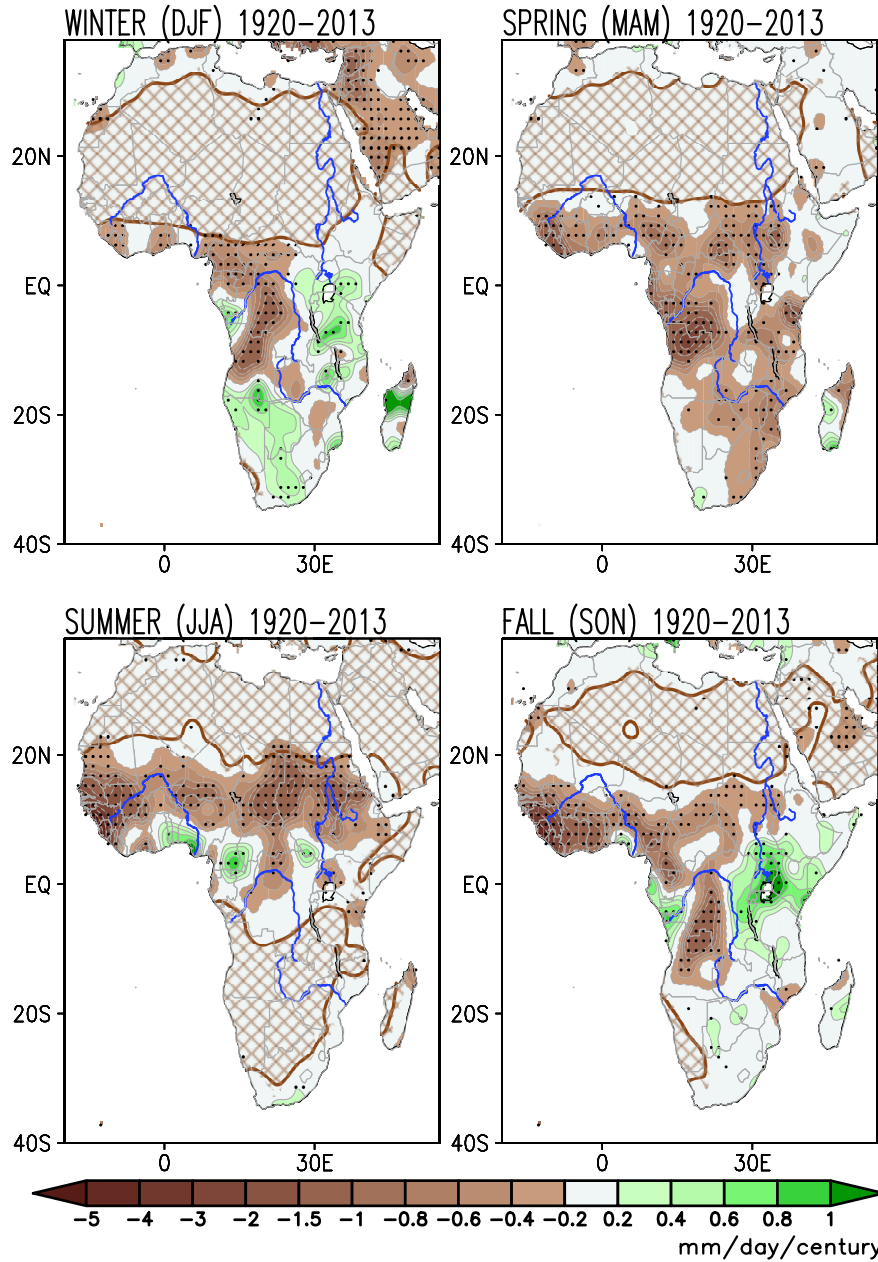 WINTER (DJF) 1920-2013
SPRING (MAM) 1920-2013
20N
20N
EQ
EQ
20S
20S
40S
40S
0
30E
0
30E
SUMMER (JJA) 1920-2013
FALL (SON) 1920-2013
20N
20N
EQ
EQ
20S
20S
40S
40S
0
30E
0
30E
-5 -4 -3 -2 -1.5 -1 -0.8 -0.6 -0.4 -0.2 0.2 0.4 0.6 0.8 1
mm/day/century